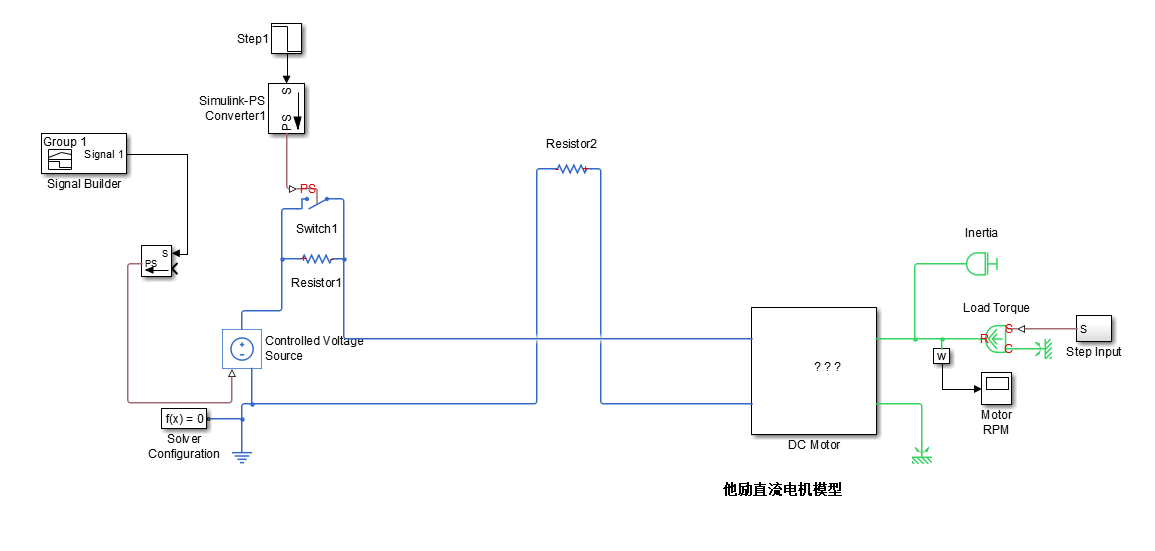 Step1
S
PS
Simulink-PS
Converter1
Group 1
Signal 1
Signal Builder
PS
Switch1
Resistor1
S
PS
Controlled Voltage
Source
f(x) = 0
Solver
Configuration
Resistor2
? ? ?
DC Motor
Inertia
Load Torque
S
R
C
S
Step Input
w
Motor
RPM
他励直流电机模型